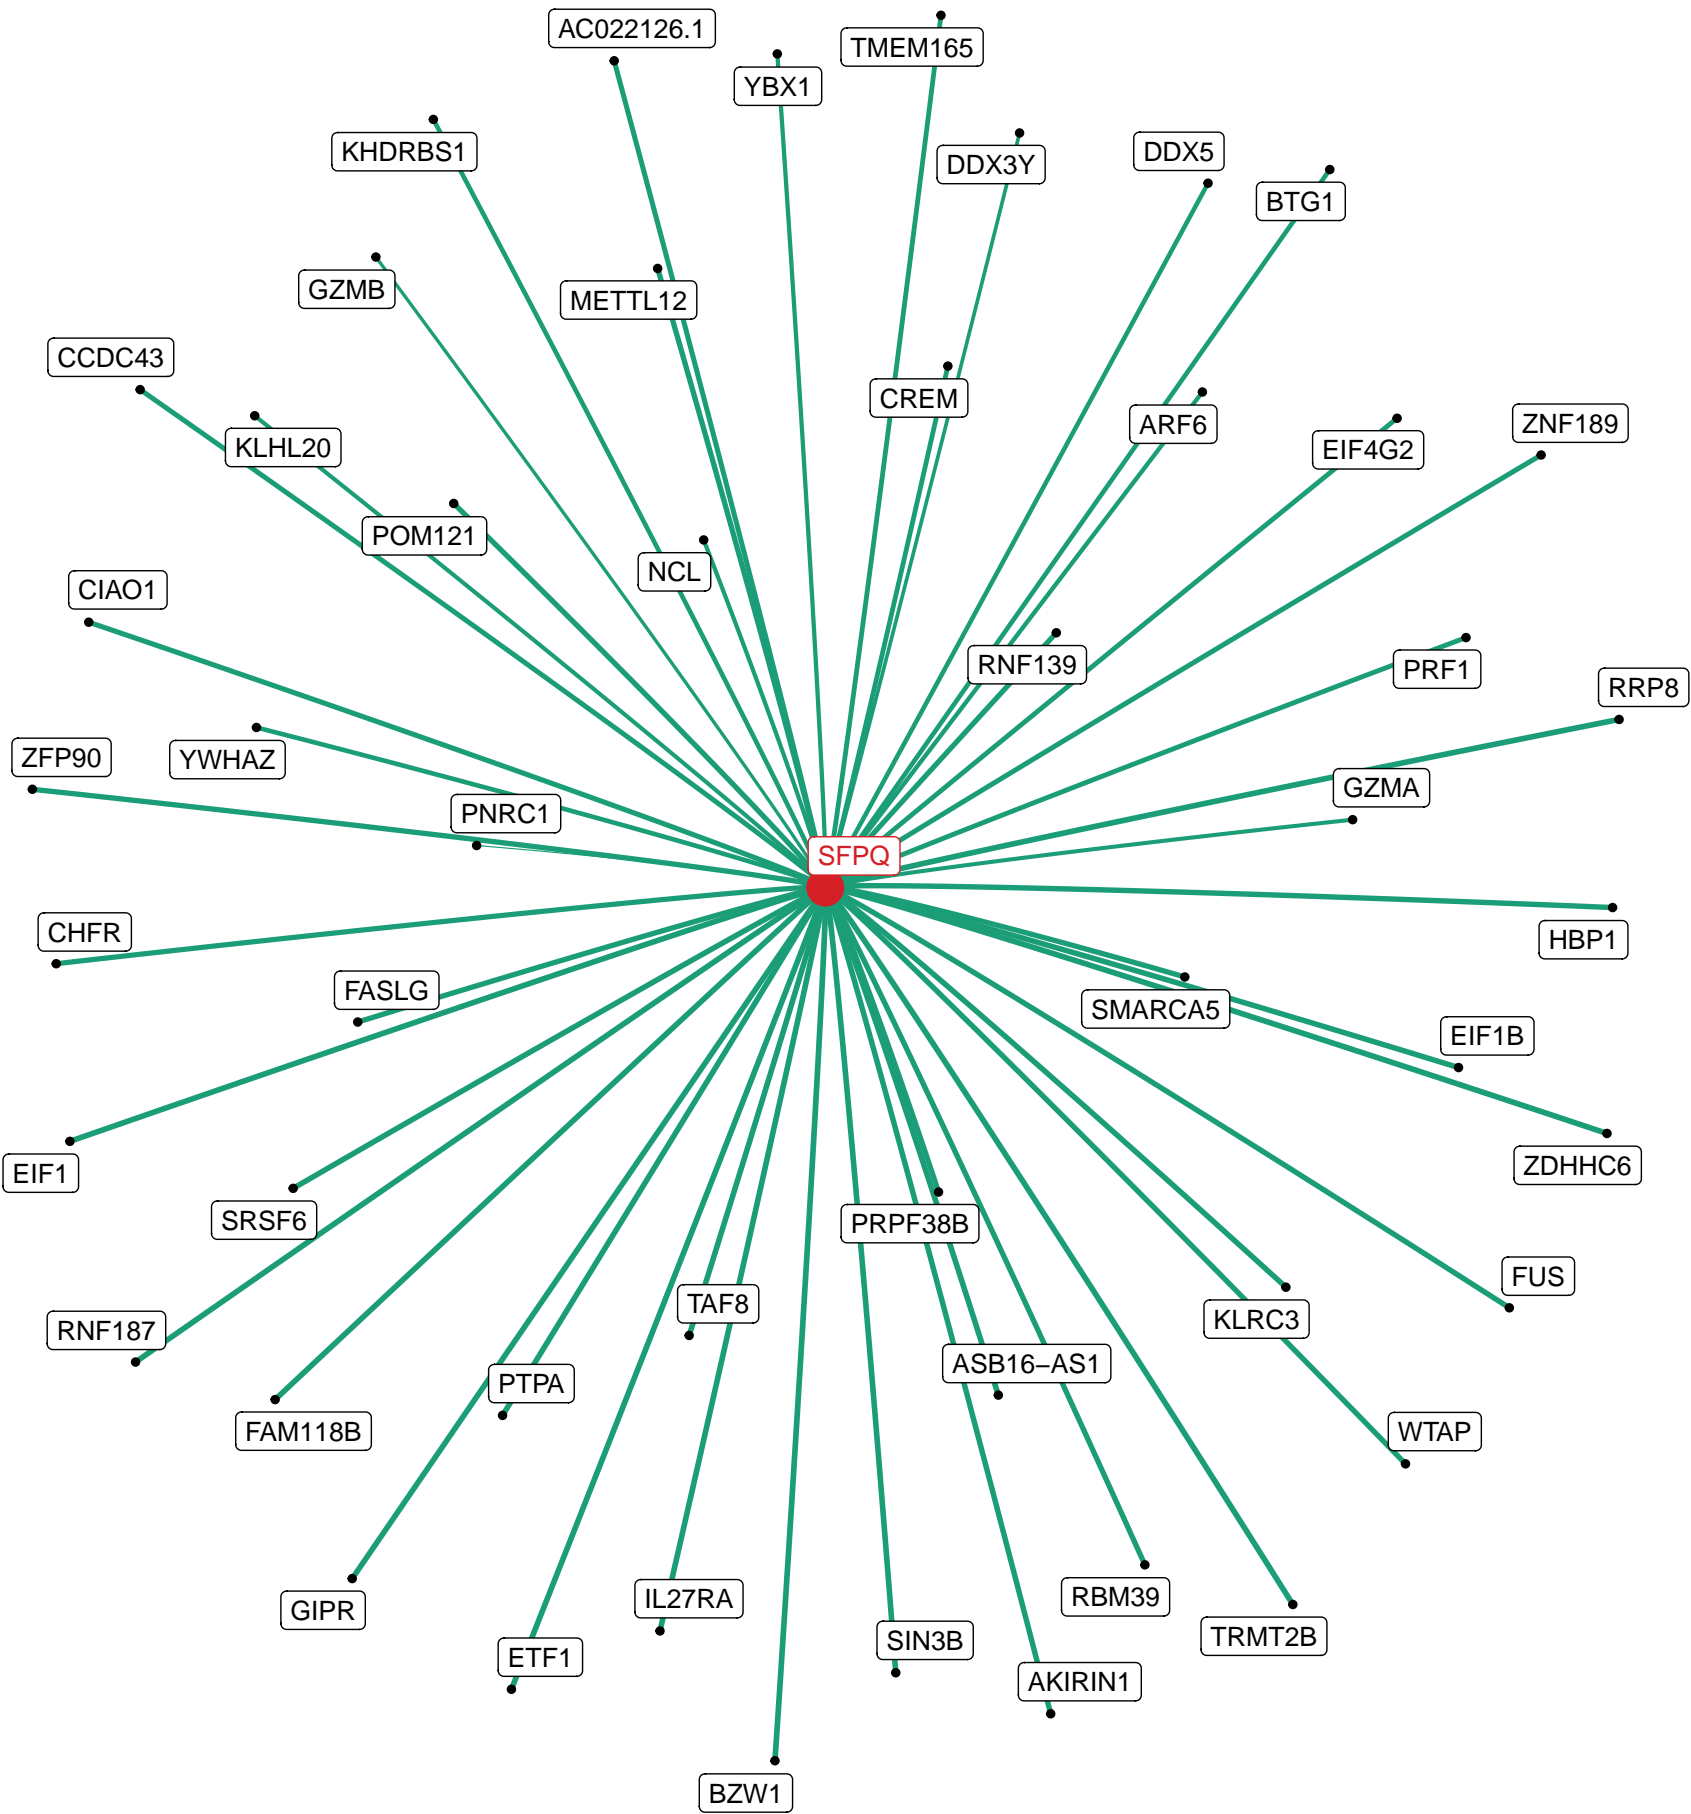 AC022126.1
TMEM165
YBX1
KHDRBS1
DDX3Y
DDX5
BTG1
GZMB
METTL12
CCDC43
CREM
ARF6
ZNF189
KLHL20
EIF4G2
POM121
NCL
CIAO1
RNF139
PRF1
RRP8
ZFP90
YWHAZ
GZMA
PNRC1
SFPQ
CHFR
HBP1
FASLG
SMARCA5
EIF1B
EIF1
ZDHHC6
SRSF6
PRPF38B
FUS
TAF8
KLRC3
RNF187
ASB16−AS1
PTPA
FAM118B
WTAP
IL27RA
RBM39
GIPR
TRMT2B
SIN3B
ETF1
AKIRIN1
BZW1